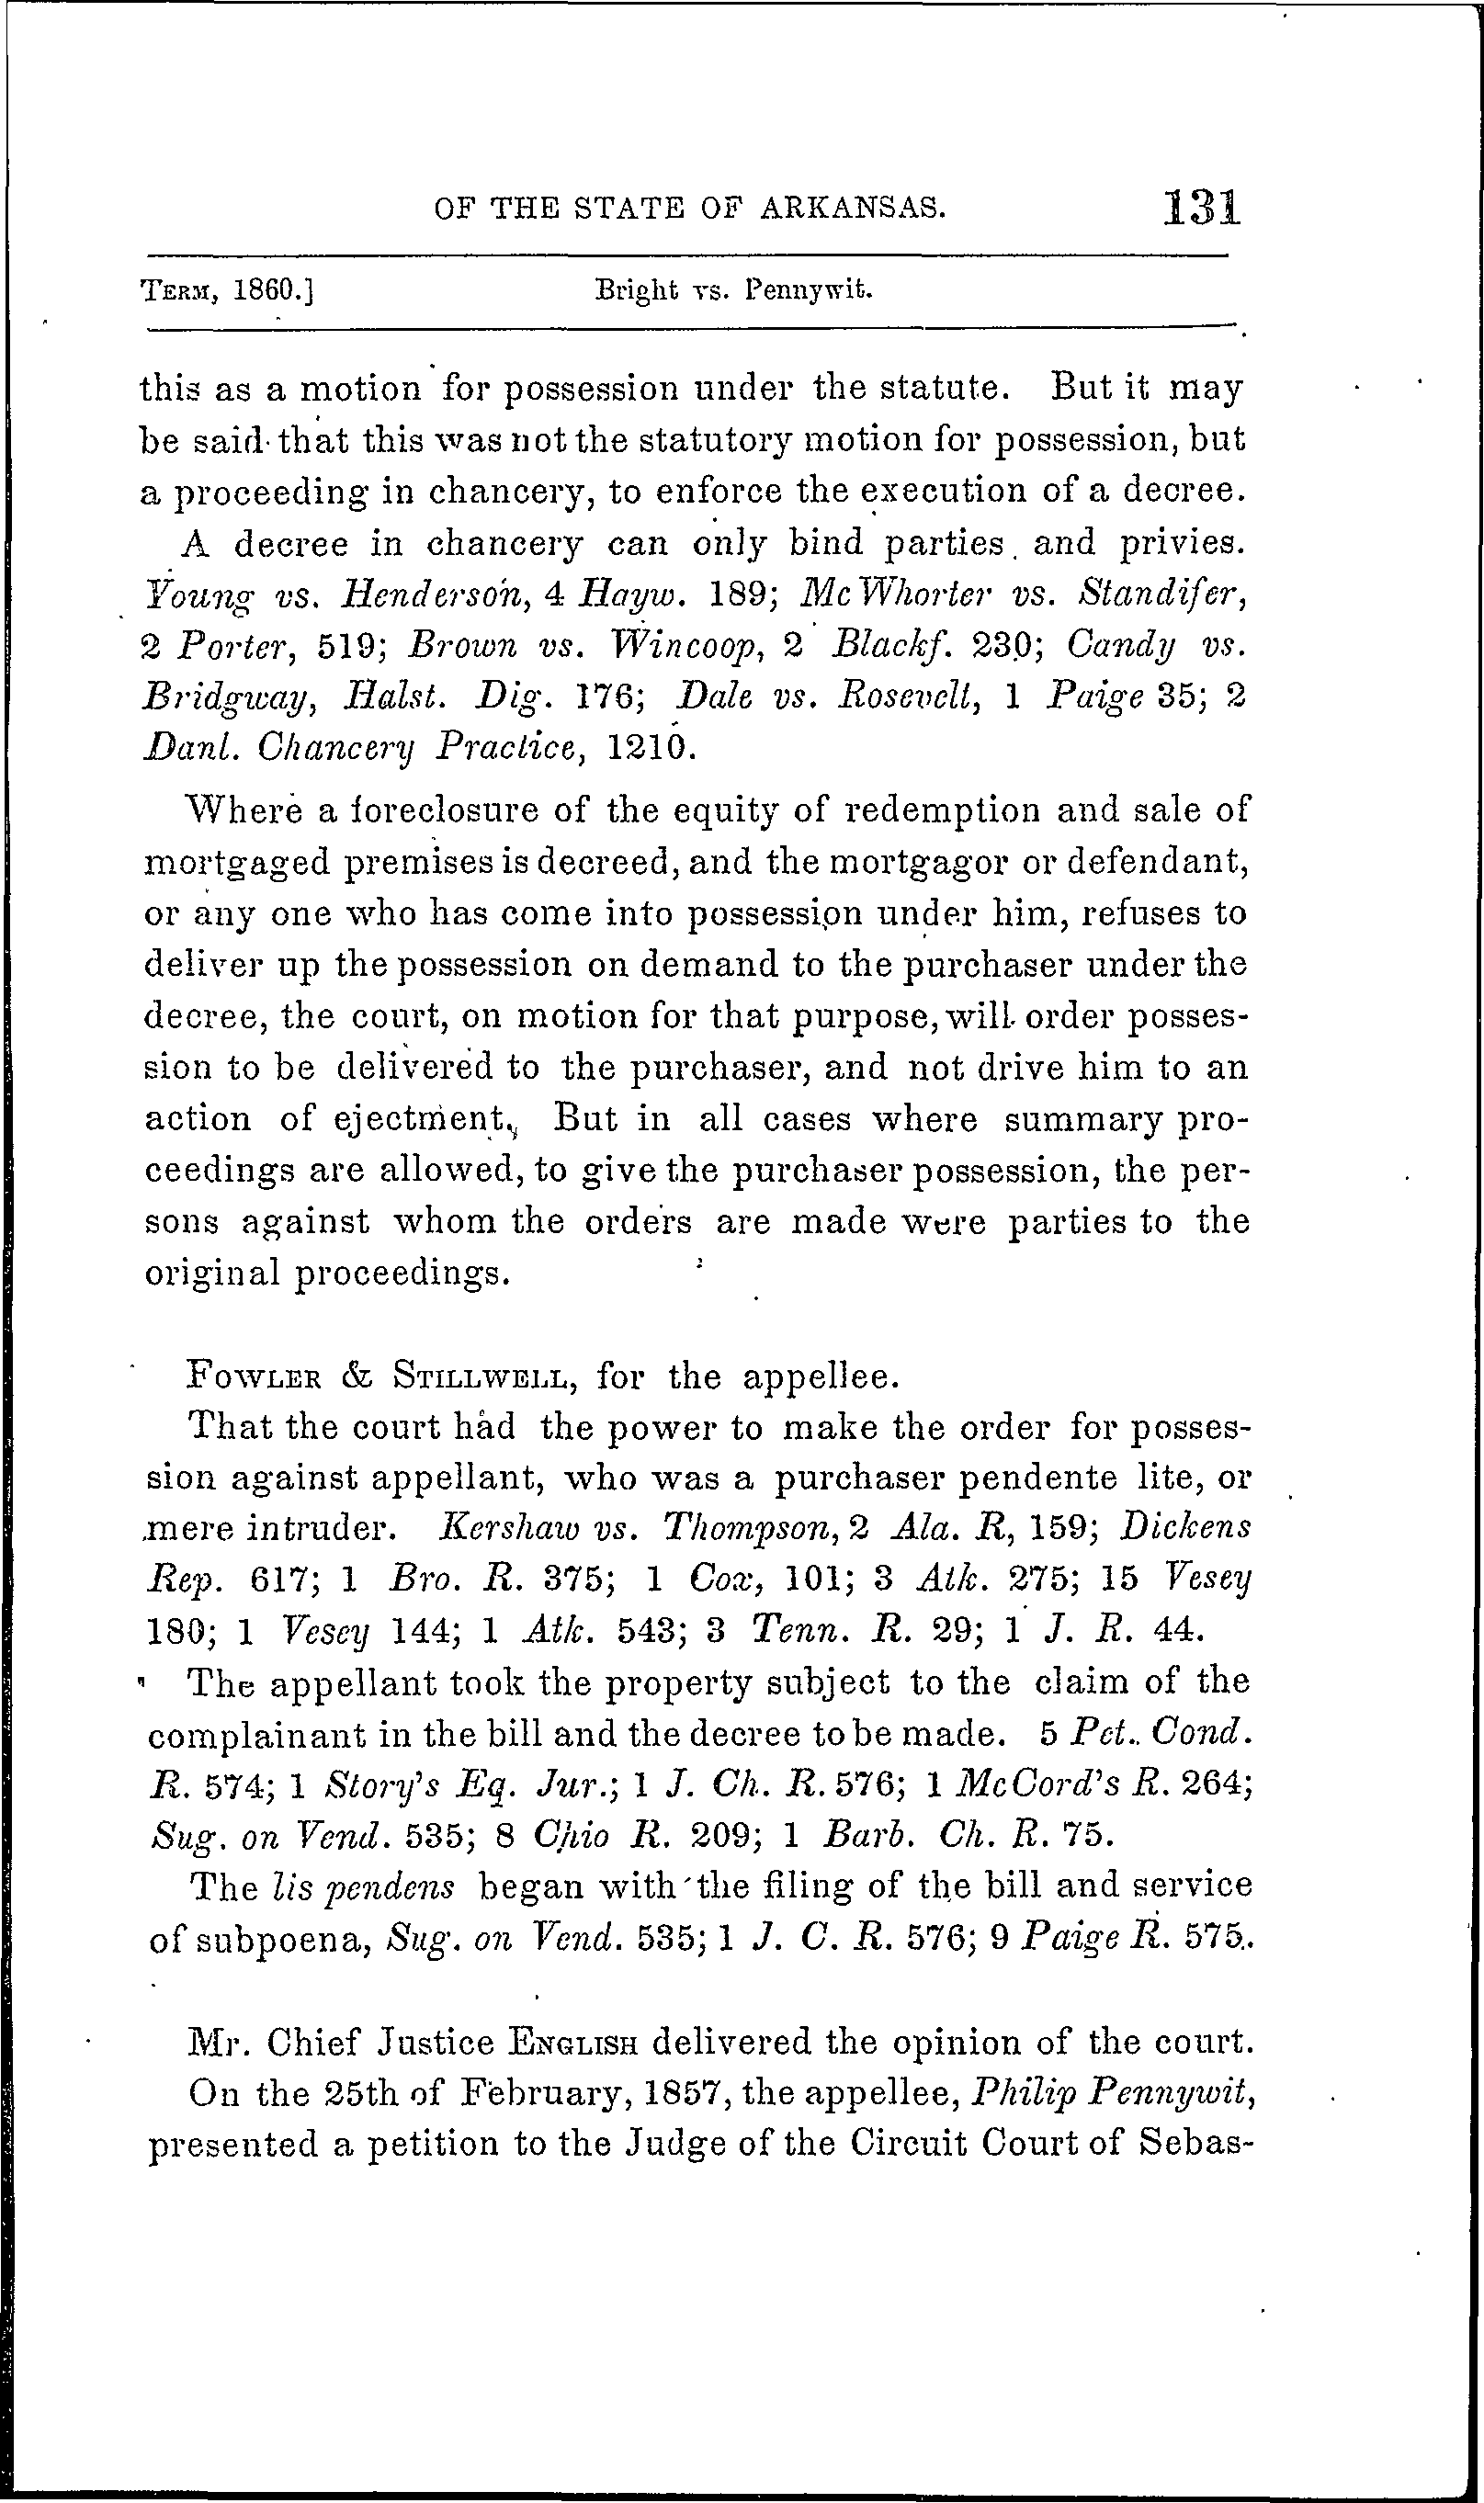 OF THE STATE OF ARKANSAS. 131
TERM, 1860.] Bright vs. Pennywit.
this as a motion for possession under the statute. But it may
be said that this was not the statutory motion for possession, but
a proceeding in chancery, to enforce the execution of a decree.
A decree in chancery can only bind parties and privies.
Young vs. Henderson, 4 Hayw. 189; McWhorter vs. Standifer,
2 Porter, 519; Brown vs. Wincoop, 2 Blackf. 230; Candy vs.
Bridgway, Halst. Dig. 176; Dale vs. Rosevelt, 1 Paige 35; 2
Danl. Chancery Practice, 1210.
Where a foreclosure of the equity of redemption and sale of
mortgaged premises is decreed, and the mortgagor or defendant,
or any one who has come into possession under him, refuses to
deliver up the possession on demand to the purchaser under the
decree, the court, on motion for that purpose, will order posses-
sion to be delivered to the purchaser, and not drive him to an
action of ejectment, But in all cases where summary pro-
ceedings are allowed, to give the purchaser possession, the per-
sons against whom the orders are made were parties to the
original proceedings.
FOWLER & STILLWELL, for the appellee.
That the court had the power to make the order for posses-
sion against appellant, who was a purchaser pendente lite, or
mere intruder. Kershaw vs. Thompson, 2 Ala. R, 159; Dickens
Rep. 617; 1 Bro. R. 375; 1 Cox, 101; 3 Atk. 275; 15 Vesey
180; 1 Vesey 144; 1 Atk. 543; 3 Tenn. R. 29; 1 J. R. 44.
The appellant took the property subject to the claim of the
complainant in the bill and the decree to be made. 5 Pet. Cond.
R. 574; 1 Story's Eq. Jur.; 1 J. Ch. R. 576; 1 McCord's R. 264;
Sug. on Vend. 535; 8 Ohio R. 209; 1 Barb. Ch. R. 75.
The lis pendens began with the filing of the bill and service
of subpoena, Sug. on Vend. 535; 1 J. C. R. 576; 9 Paige R. 575.
Mr. Chief Justice ENGLISH delivered the opinion of the court.
On the 25th of February, 1857, the appellee, Philip Pennywit,
presented a petition to the Judge of the Circuit Court of Sebas-